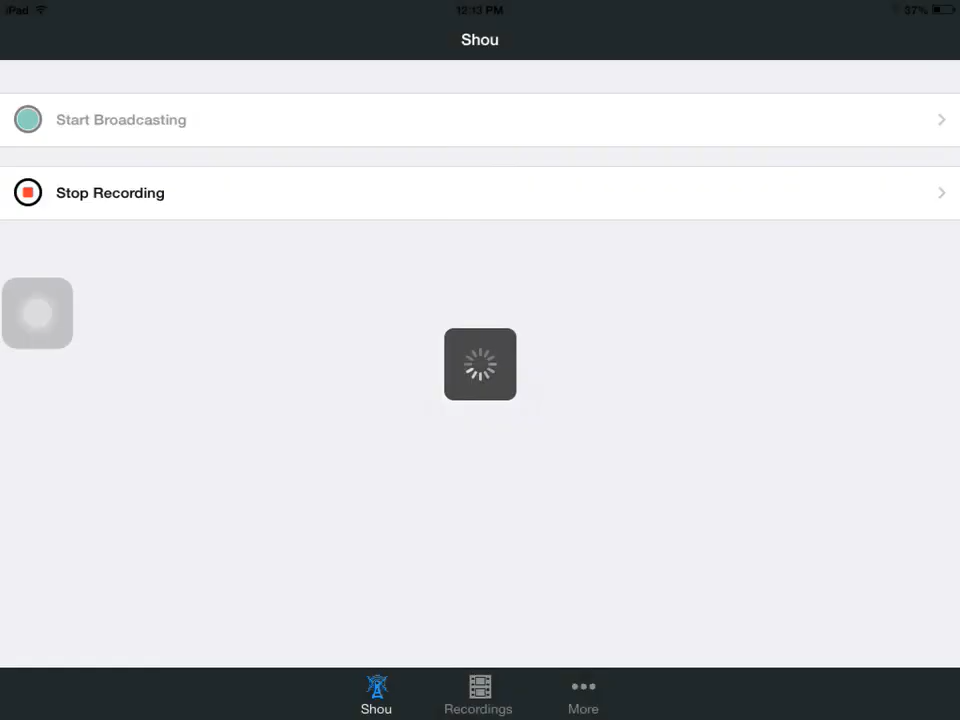 iPad
12:13 PM
37%
Shou
Start Broadcasting
Stop Recording
Shou
Recordings
More